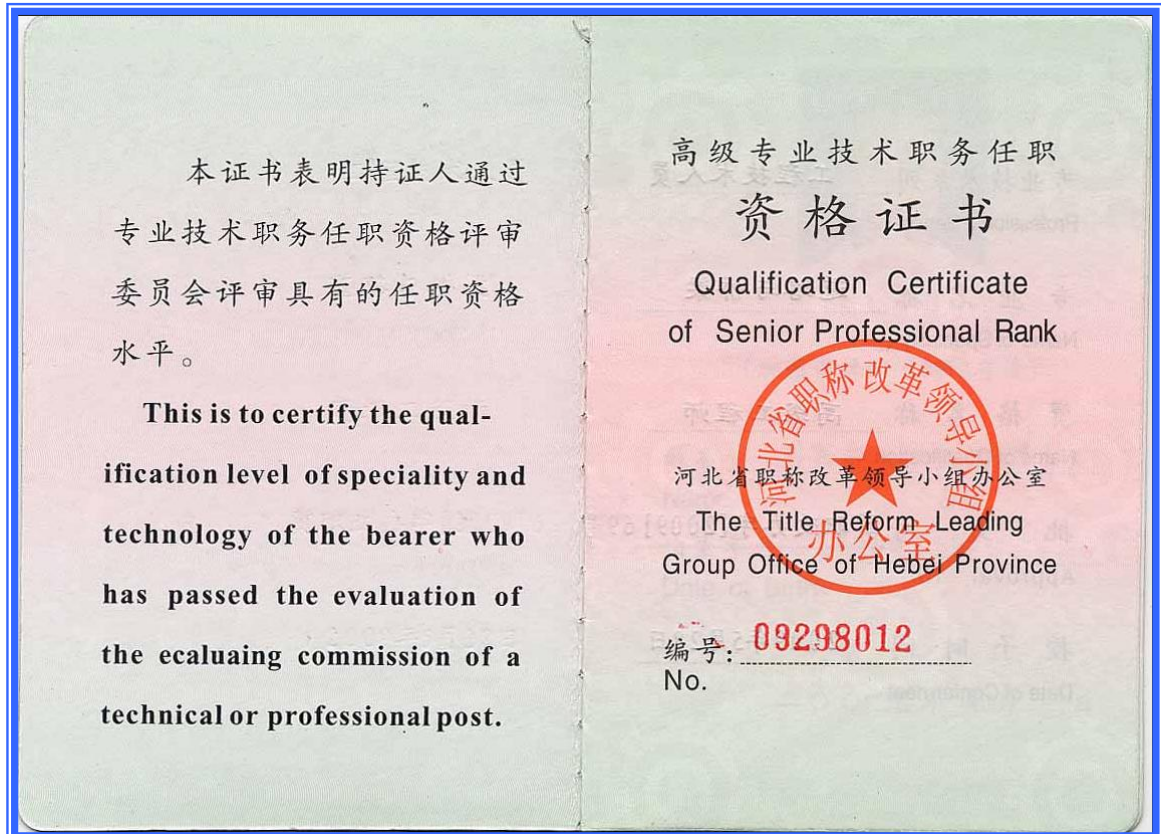 本证书表明持证人通过
专业技术职务任职资格评审
委员会评审具有的任职资格
水平。
This is to certify the qual-
ification level of speciality and
technology of the bearer who
has passed the evaluation of
the ecaluaing commission of a
technical or professional post.
高级专业技术职务任职
资格证书
Qualification Certificate
of Senior Professional Rank
河北省职称改革领导小组
办公室
河北省职称改革领导小组办公室
The Title Reform Leading
Group Office of Hebei Province
编号: 09298012
No.